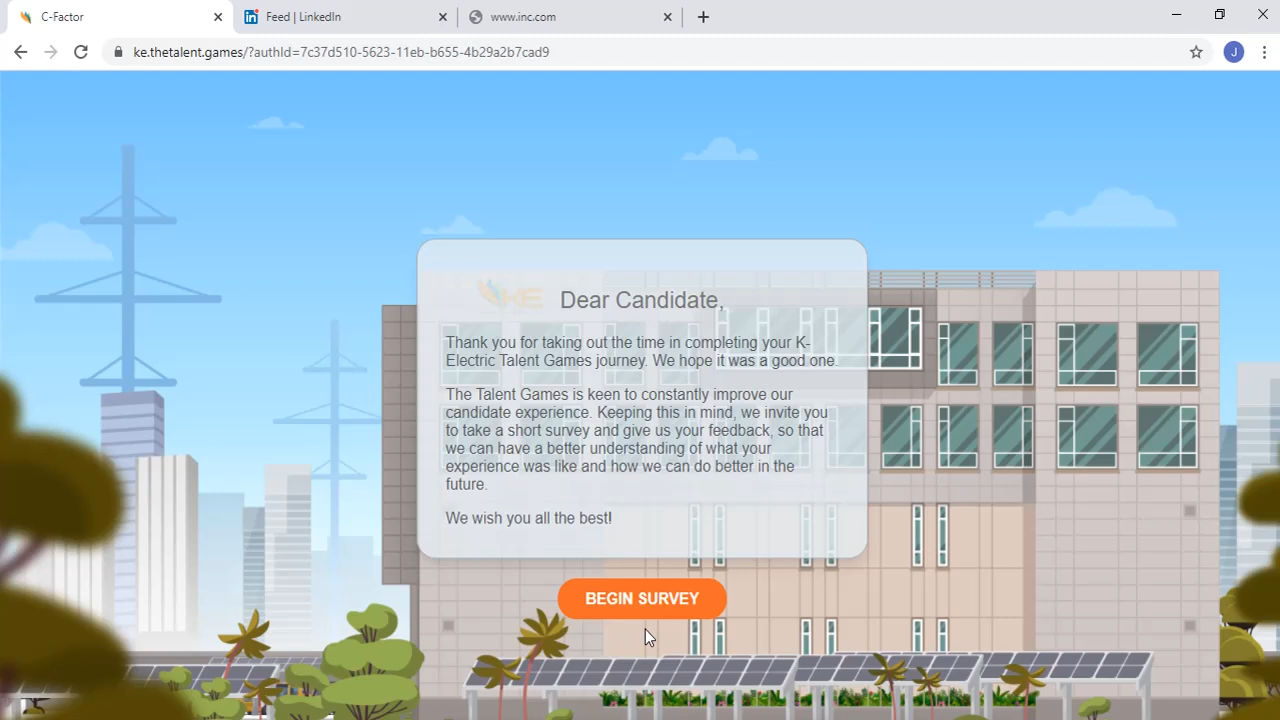 C-Factor
Feed | LinkedIn
www.inc.com
ke.thetalent.games/?authId=7c37d510-5623-11eb-b655-4b29a2b7cad9
J
KE
Dear Candidate,
Thank you for taking out the time in completing your K-
Electric Talent Games journey. We hope it was a good one.
The Talent Games is keen to constantly improve our
candidate experience. Keeping this in mind, we invite you
to take a short survey and give us your feedback, so that
we can have a better understanding of what your
experience was like and how we can do better in the
future.
We wish you all the best!
BEGIN SURVEY